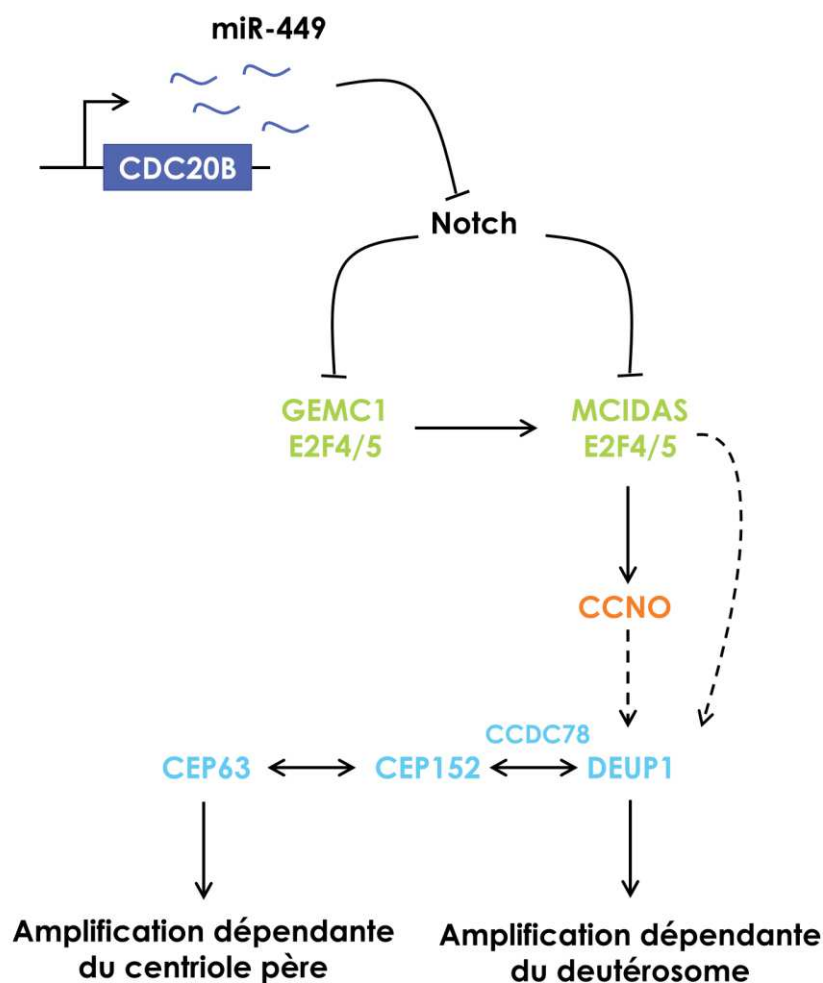 miR-449
CDC20B
Notch
GEMC1
E2F4/5
MCIDAS
E2F4/5
CCNO
CCDC78
CEP63
CEP152
DEUP1
Amplification dépendante
du centriole père
Amplification dépendante
du deutérosome